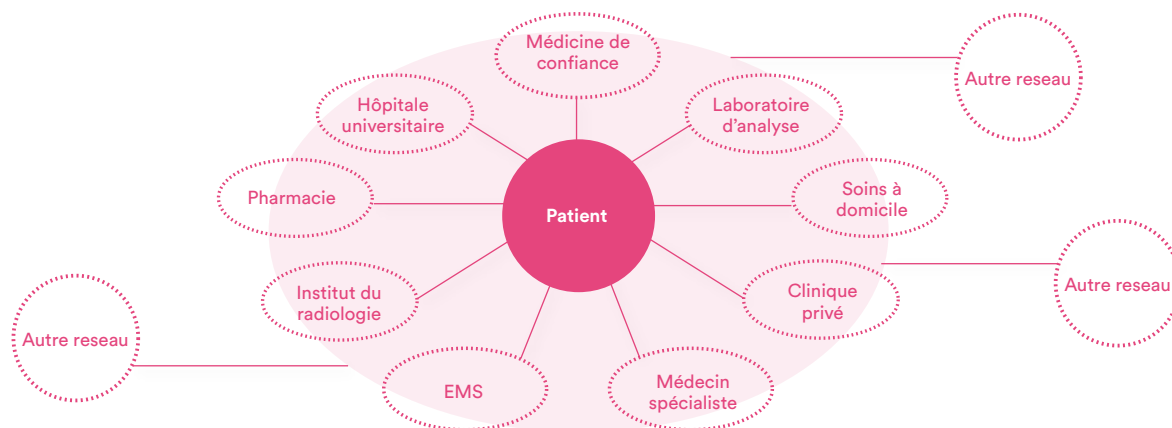 Médicine de
confiance
Autre reseau
Hôpitale
universitaire
Laboratoire
d'analyse
Pharmacie
Patient
Soins à
domicile
Institut du
radiologie
Clinique
privé
Autre reseau
Autre reseau
EMS
Médecin
spécialiste